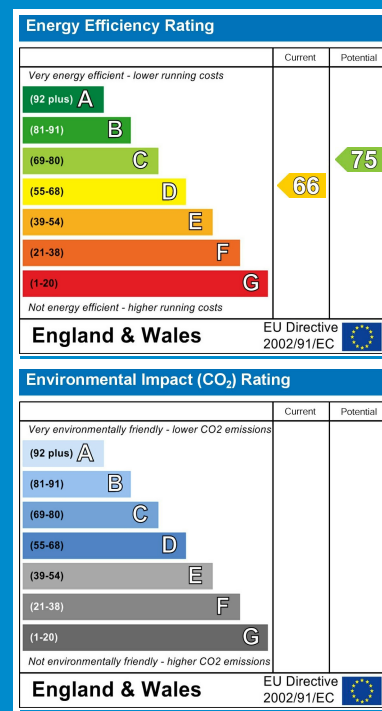 Energy Efficiency Rating
Current Potential
Very energy efficient - lower running costs
(92 plus) A
(81-91) B
(69-80) C
75
(55-68) D
66
(39-54) E
(21-38) F
(1-20) G
Not energy efficient - higher running costs
England & Wales
EU Directive
2002/91/EC
Environmental Impact (CO₂) Rating
Current Potential
Very environmentally friendly - lower CO2 emissions
(92 plus) A
(81-91) B
(69-80) C
(55-68) D
(39-54) E
(21-38) F
(1-20) G
Not environmentally friendly - higher CO2 emissions
England & Wales
EU Directive
2002/91/EC